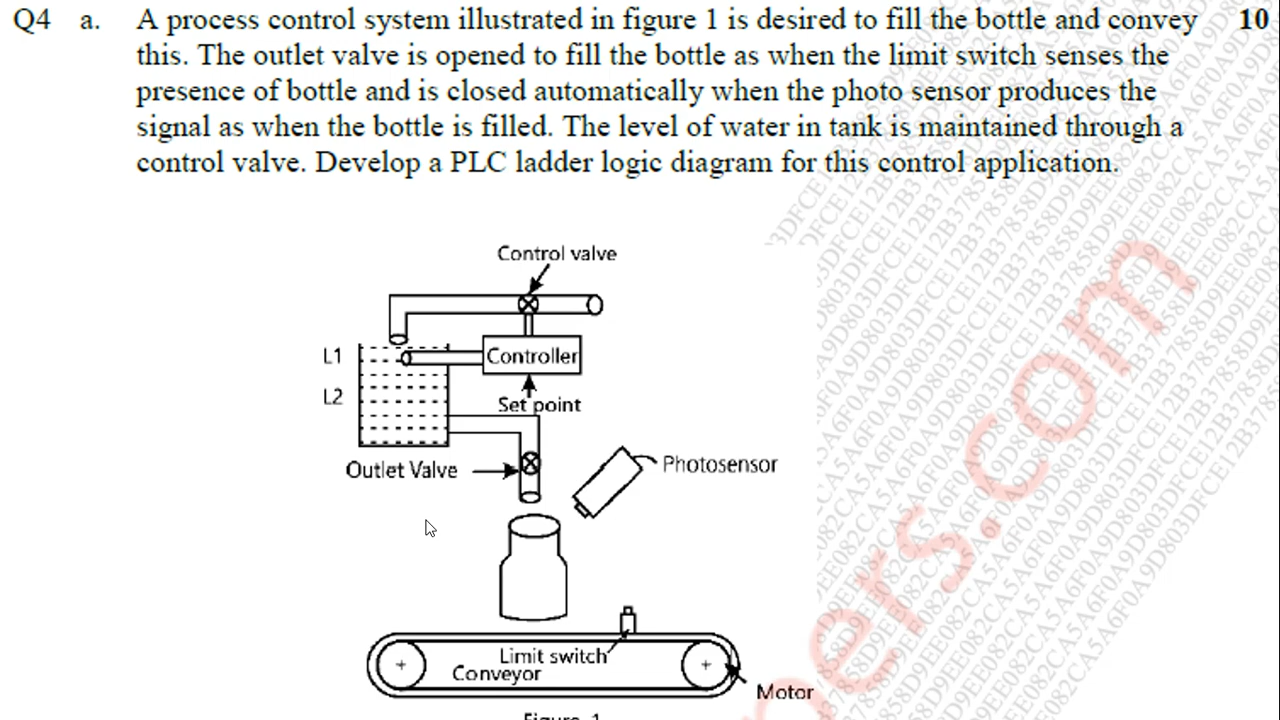 Q4 a. A process control system illustrated in figure 1 is desired to fill the bottle and convey 10
this. The outlet valve is opened to fill the bottle as when the limit switch senses the
presence of bottle and is closed automatically when the photo sensor produces the
signal as when the bottle is filled. The level of water in tank is maintained through a
control valve. Develop a PLC ladder logic diagram for this control application.
Control valve
L1
Controller
L2
Set point
Outlet Valve
Photosensor
Limit switch
Conveyor
Motor
Figure 1
pers.com